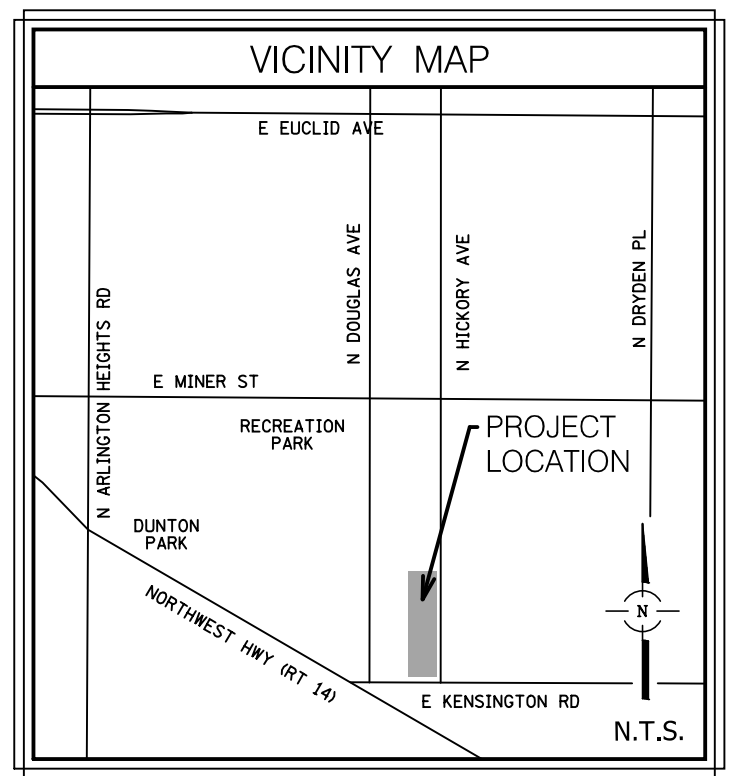 VICINITY MAP
E EUCLID AVE
N DOUGLAS AVE
N HICKORY AVE
N DRYDEN PL
N ARLINGTON HEIGHTS RD
E MINER ST
RECREATION
PARK
PROJECT
LOCATION
DUNTON
PARK
NORTHWEST HWY (RT 14)
N
E KENSINGTON RD
N.T.S.